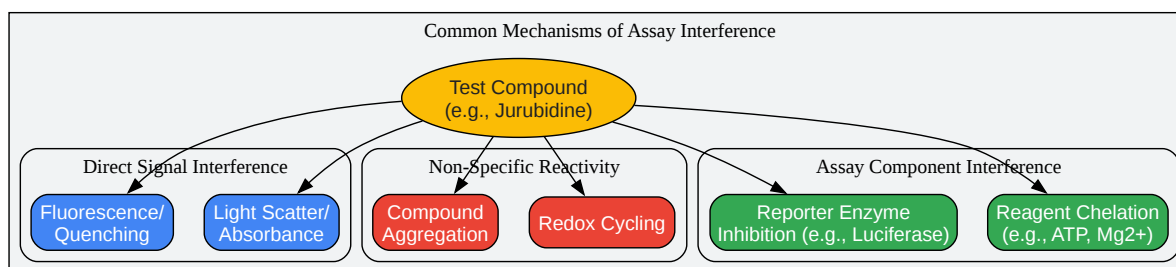 Common Mechanisms of Assay Interference
Test Compound
(e.g., Jurubidine)
Direct Signal Interference
Non-Specific Reactivity
Assay Component Interference
Fluorescence/
Quenching
Light Scatter/
Absorbance
Compound
Aggregation
Redox Cycling
Reporter Enzyme
Inhibition (e.g., Luciferase)
Reagent Chelation
(e.g., ATP, Mg2+)